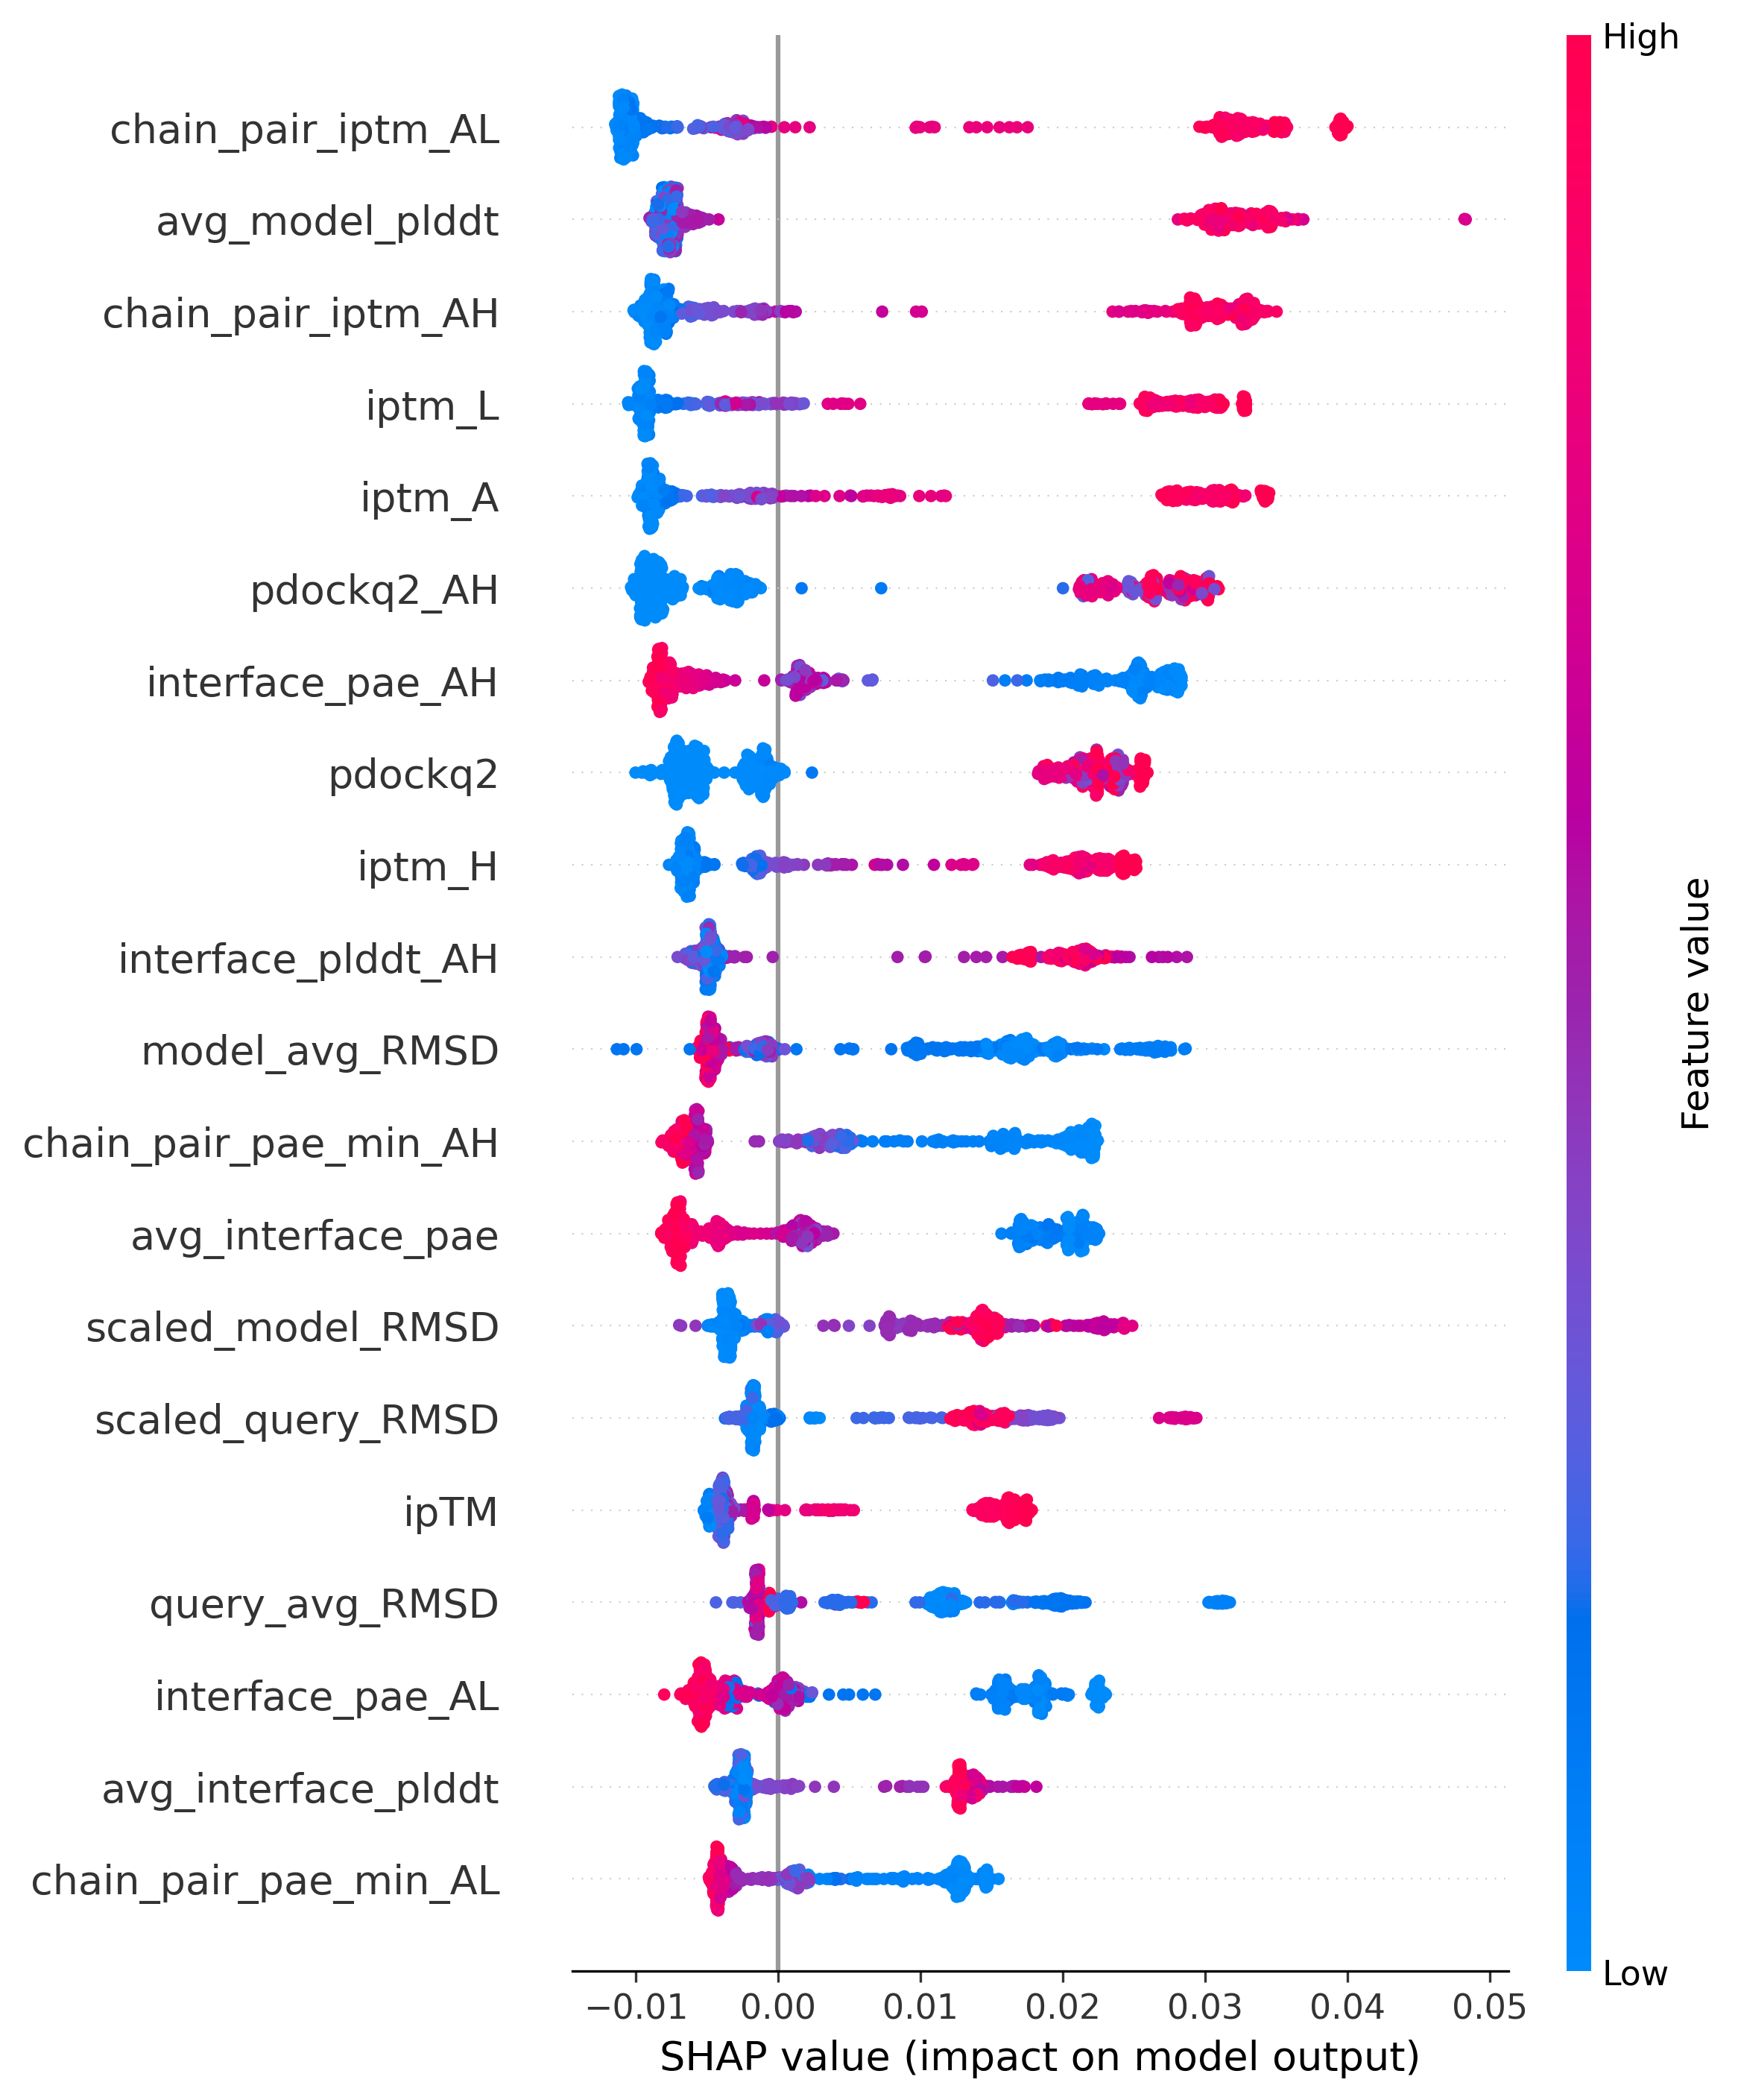 High
chain_pair_iptm_AL
avg_model_plddt
chain_pair_iptm_AH
iptm_L
iptm_A
pdockq2_AH
interface_pae_AH
pdockq2
iptm_H
interface_plddt_AH
model_avg_RMSD
chain_pair_pae_min_AH
avg_interface_pae
scaled_model_RMSD
scaled_query_RMSD
ipTM
query_avg_RMSD
interface_pae_AL
avg_interface_plddt
chain_pair_pae_min_AL
Feature value
Low
−0.01 0.00 0.01 0.02 0.03 0.04 0.05
SHAP value (impact on model output)